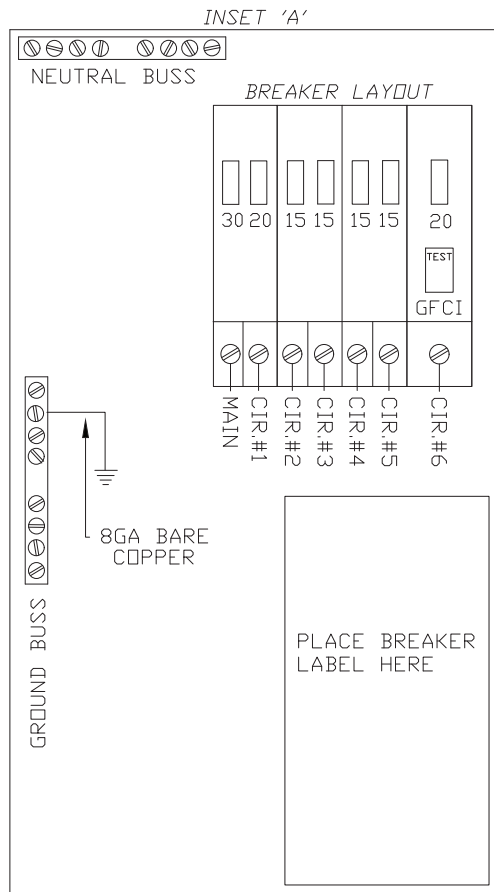 INSET 'A'
NEUTRAL BUSS
BREAKER LAYOUT
30 20 15 15 15 15 20
TEST
GFCI
MAIN
CIR.#1
CIR.#2
CIR.#3
CIR.#4
CIR.#5
CIR.#6
8GA BARE
COPPER
GROUND BUSS
PLACE BREAKER
LABEL HERE